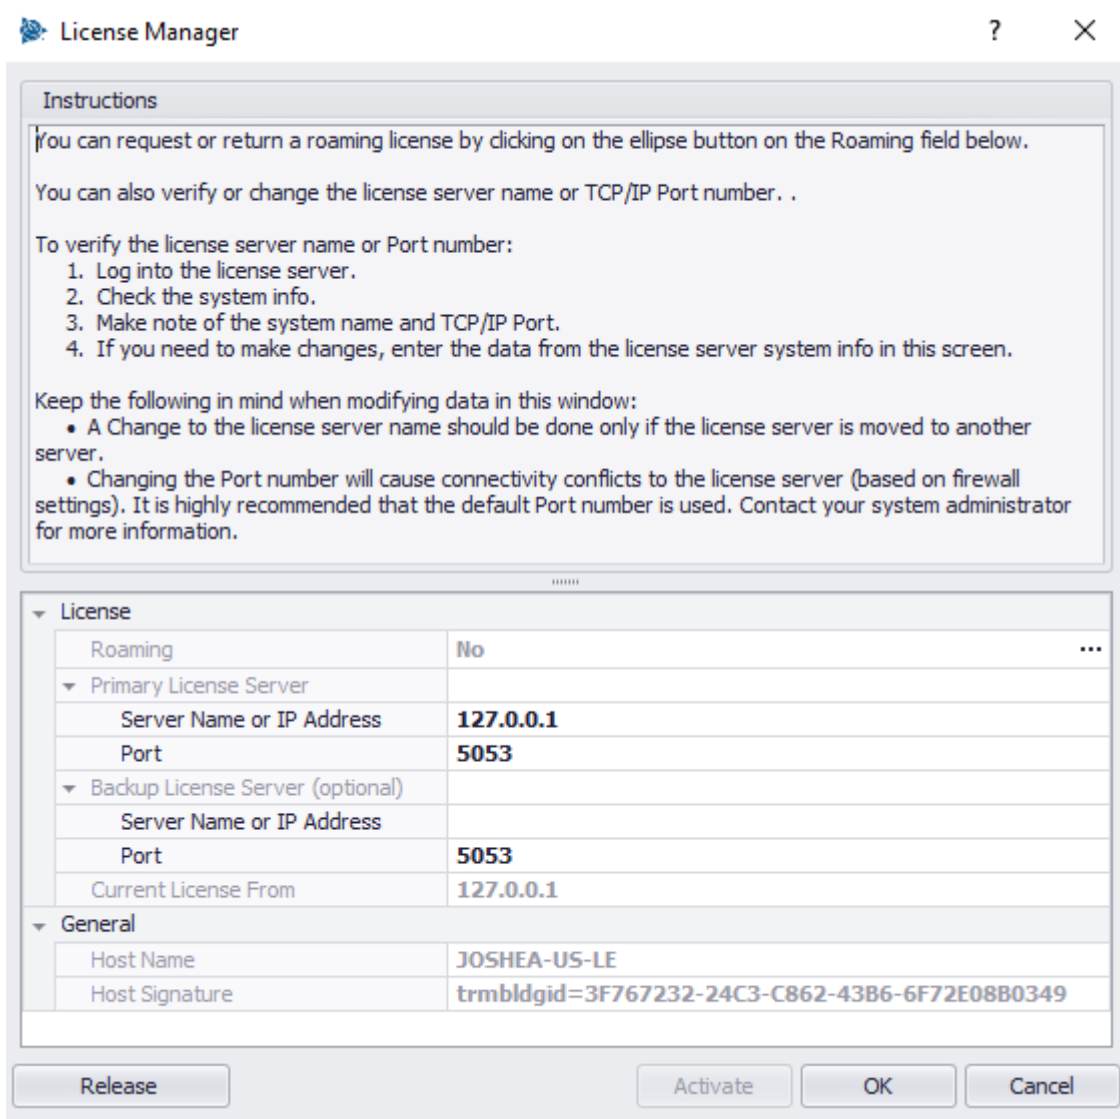 License Manager
Instructions
You can request or return a roaming license by clicking on the ellipse button on the Roaming field below.
You can also verify or change the license server name or TCP/IP Port number. .
To verify the license server name or Port number:
1. Log into the license server.
2. Check the system info.
3. Make note of the system name and TCP/IP Port.
4. If you need to make changes, enter the data from the license server system info in this screen.
Keep the following in mind when modifying data in this window:
• A Change to the license server name should be done only if the license server is moved to another
server.
• Changing the Port number will cause connectivity conflicts to the license server (based on firewall
settings). It is highly recommended that the default Port number is used. Contact your system administrator
for more information.
License
Roaming No ...
Primary License Server
Server Name or IP Address 127.0.0.1
Port 5053
Backup License Server (optional)
Server Name or IP Address
Port 5053
Current License From 127.0.0.1
General
Host Name JOSHEA-US-LE
Host Signature trmbldgid=3F767232-24C3-C862-43B6-6F72E08B0349
Release Activate OK Cancel